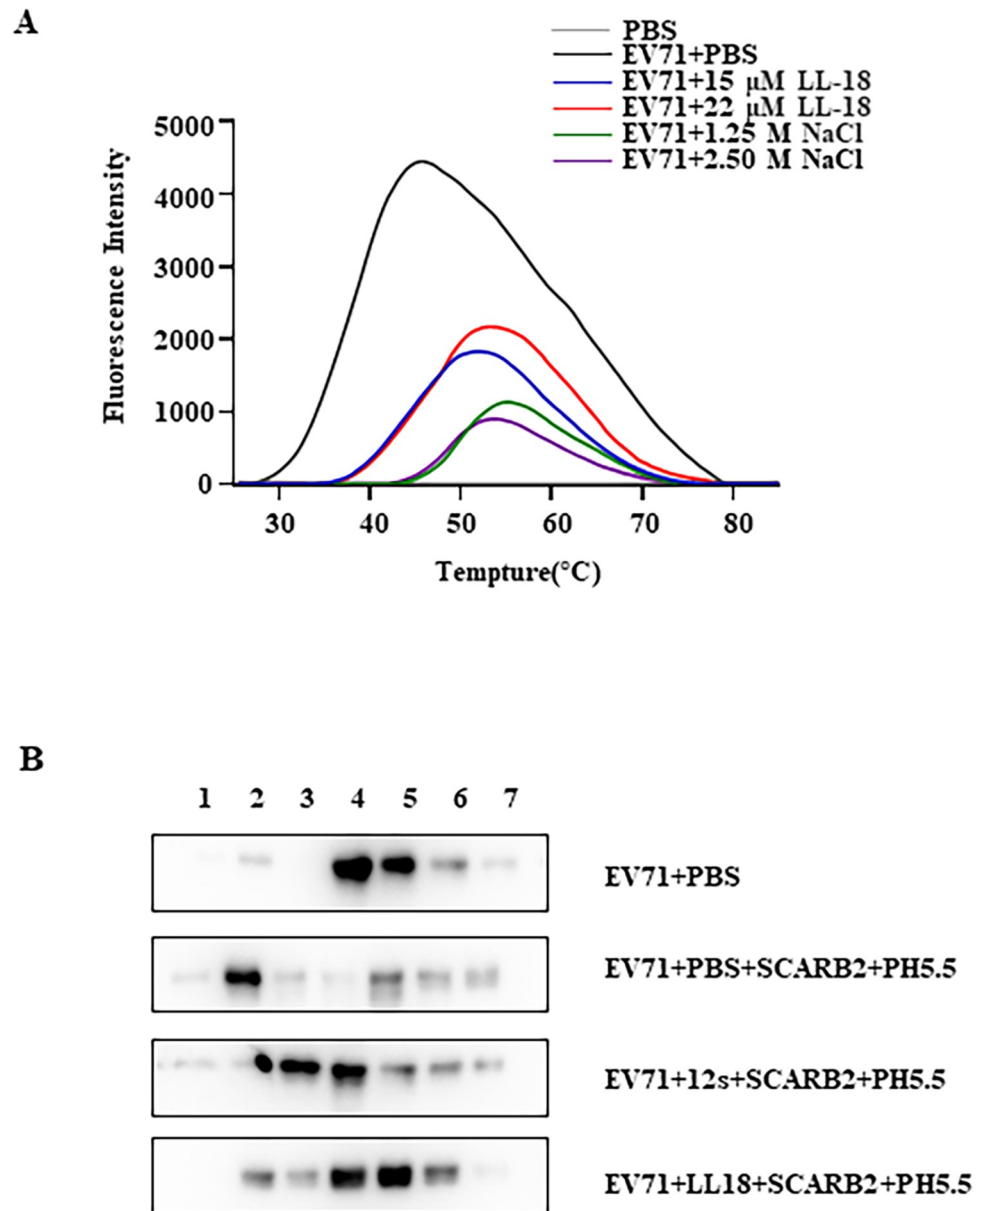 A
PBS
EV71+PBS
EV71+15 μM LL-18
EV71+22 μM LL-18
EV71+1.25 M NaCl
EV71+2.50 M NaCl
Fluorescence Intensity
5000
4000
3000
2000
1000
0
30 40 50 60 70 80
Tempture(°C)
B
1 2 3 4 5 6 7
EV71+PBS
EV71+PBS+SCARB2+PH5.5
EV71+12s+SCARB2+PH5.5
EV71+LL18+SCARB2+PH5.5